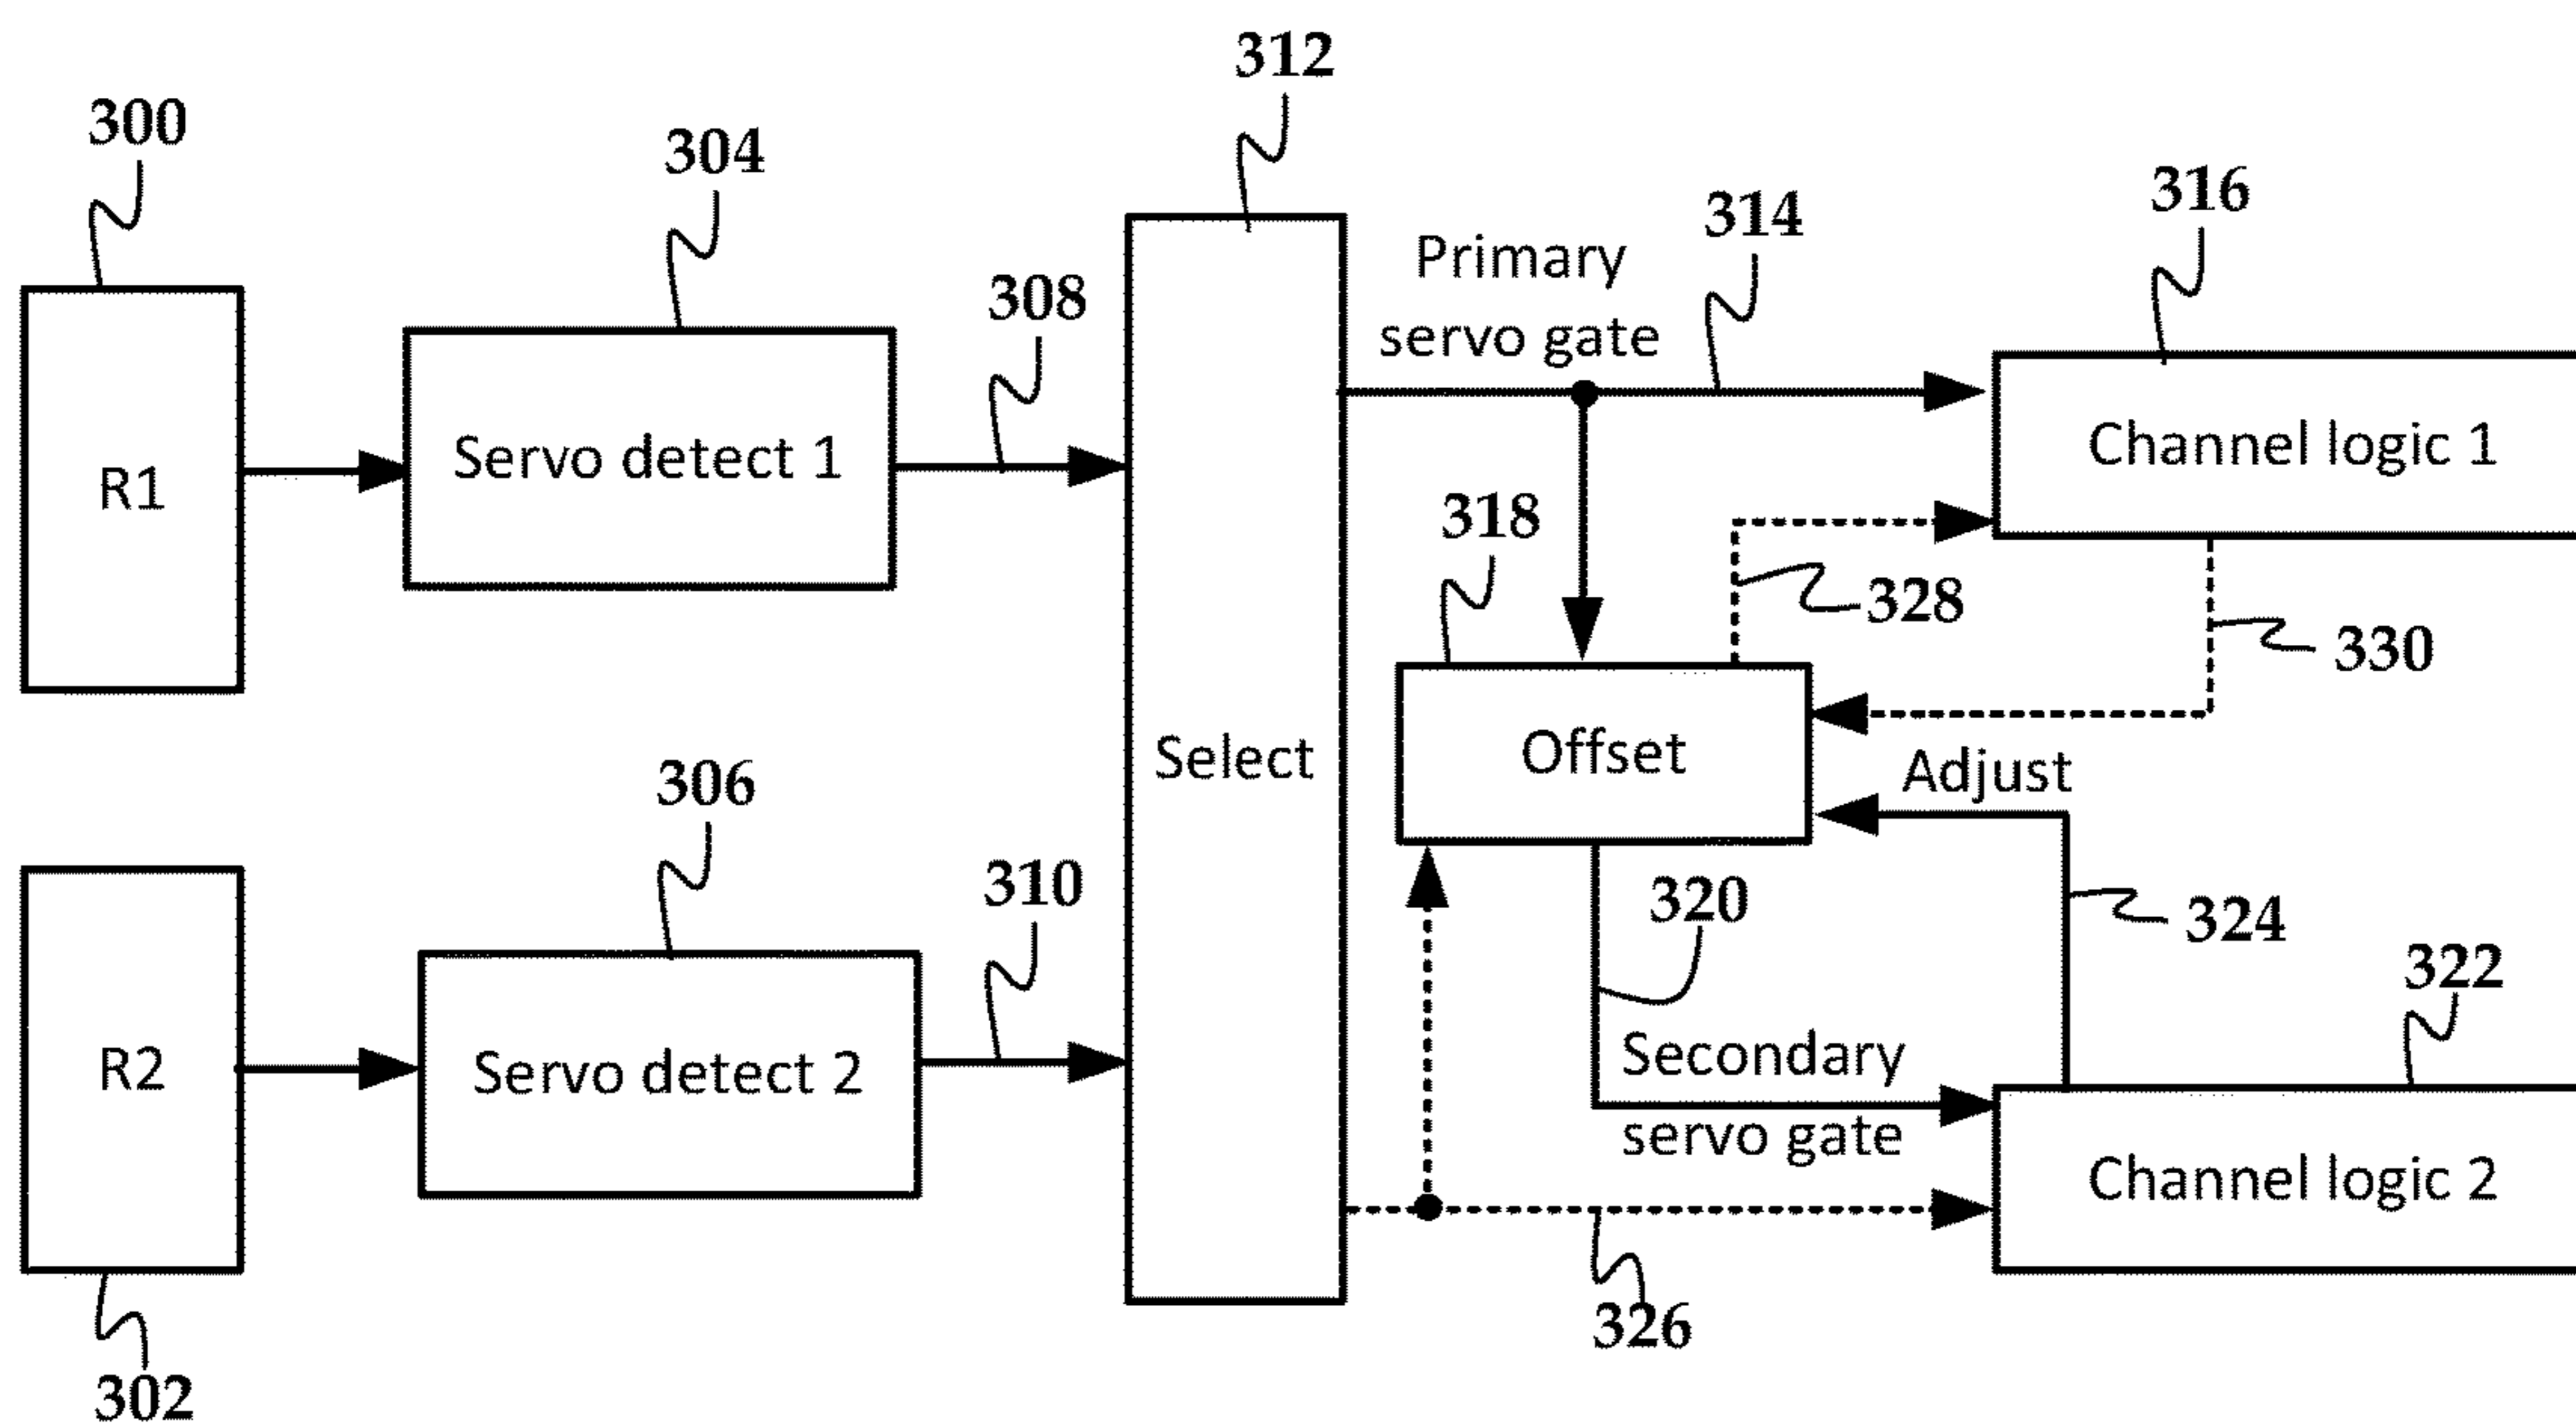 312
300
304
316
314
Primary
servo gate
308
Channel logic 1
R1
Servo detect 1
318
328
330
Select
Offset
Adjust
306
310
320
324
322
R2
Servo detect 2
Secondary
servo gate
Channel logic 2
326
302